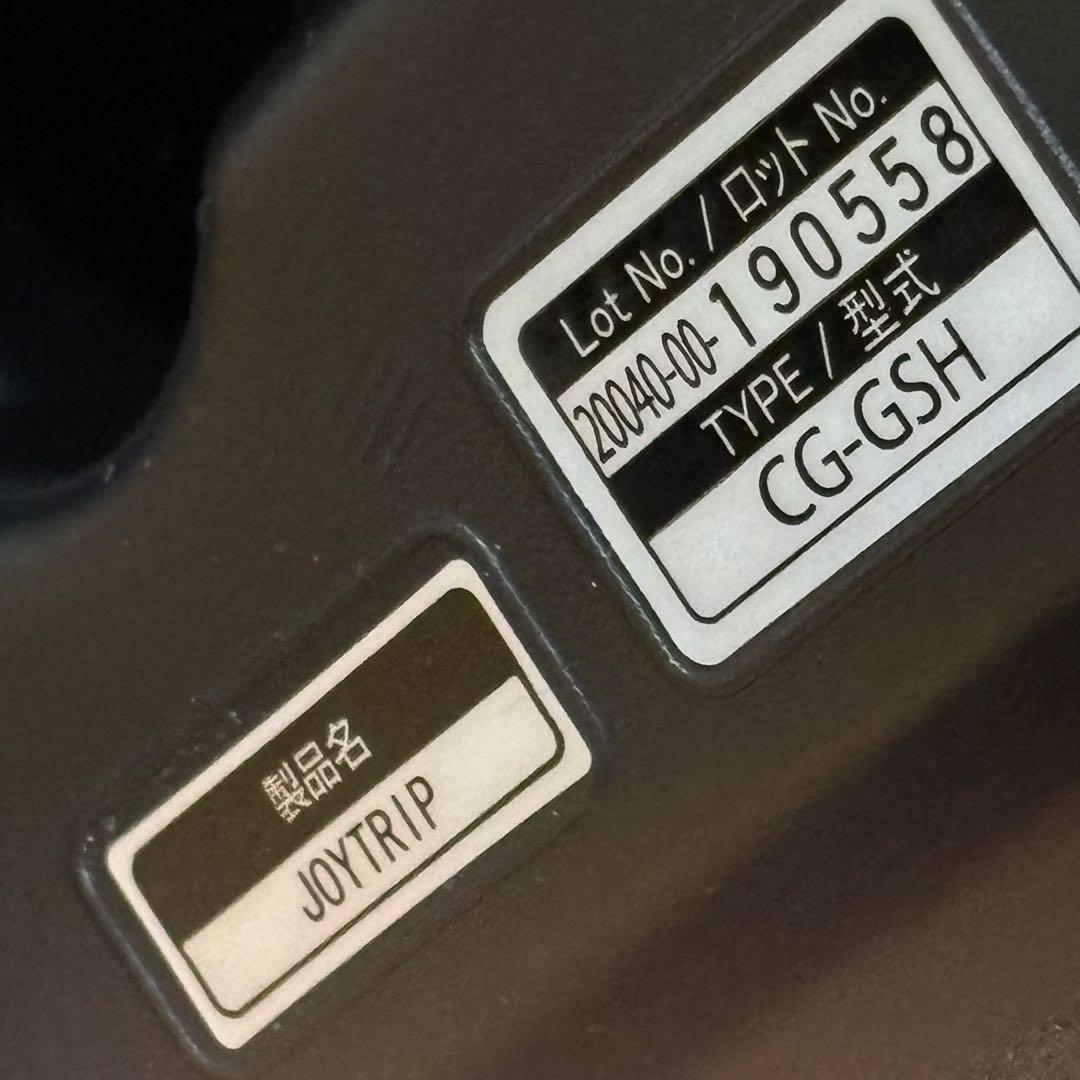 Lot No. / ロット No.
20040-00-190558
TYPE / 型式
CG-GSH
製品名
JOYTRIP